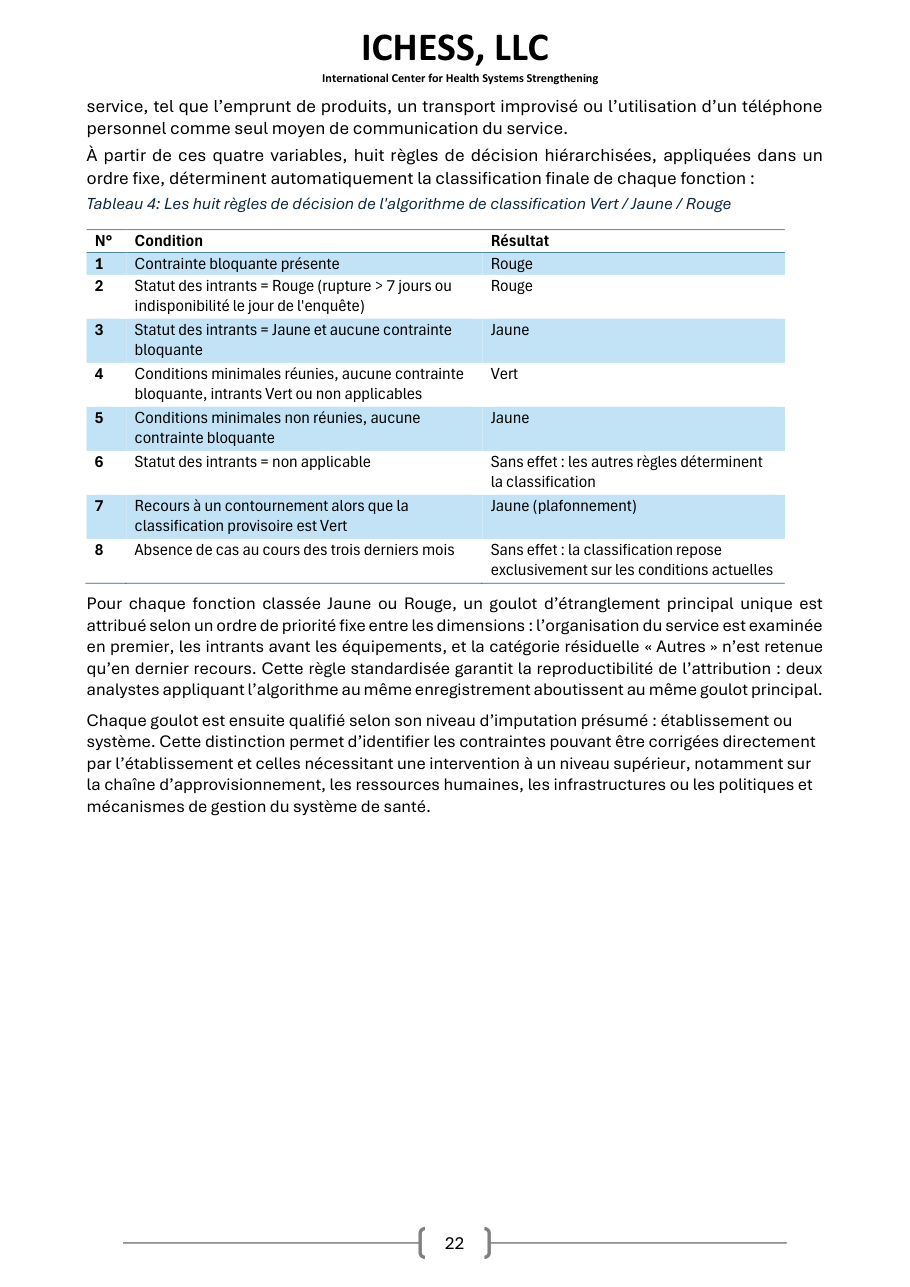 ICHESS, LLC
International Center for Health Systems Strengthening
service, tel que l’emprunt de produits, un transport improvisé ou l’utilisation d’un téléphone
personnel comme seul moyen de communication du service.
À partir de ces quatre variables, huit règles de décision hiérarchisées, appliquées dans un
ordre fixe, déterminent automatiquement la classification finale de chaque fonction :
Tableau 4: Les huit règles de décision de l'algorithme de classification Vert / Jaune / Rouge
N° Condition Résultat
1 Contrainte bloquante présente Rouge
2 Statut des intrants = Rouge (rupture > 7 jours ou Rouge
indisponibilité le jour de l'enquête)
3 Statut des intrants = Jaune et aucune contrainte Jaune
bloquante
4 Conditions minimales réunies, aucune contrainte Vert
bloquante, intrants Vert ou non applicables
5 Conditions minimales non réunies, aucune Jaune
contrainte bloquante
6 Statut des intrants = non applicable Sans effet : les autres règles déterminent
la classification
7 Recours à un contournement alors que la Jaune (plafonnement)
classification provisoire est Vert
8 Absence de cas au cours des trois derniers mois Sans effet : la classification repose
exclusivement sur les conditions actuelles
Pour chaque fonction classée Jaune ou Rouge, un goulot d’étranglement principal unique est
attribué selon un ordre de priorité fixe entre les dimensions : l’organisation du service est examinée
en premier, les intrants avant les équipements, et la catégorie résiduelle « Autres » n’est retenue
qu’en dernier recours. Cette règle standardisée garantit la reproductibilité de l’attribution : deux
analystes appliquant l’algorithme au même enregistrement aboutissent au même goulot principal.
Chaque goulot est ensuite qualifié selon son niveau d’imputation présumé : établissement ou
système. Cette distinction permet d’identifier les contraintes pouvant être corrigées directement
par l’établissement et celles nécessitant une intervention à un niveau supérieur, notamment sur
la chaîne d’approvisionnement, les ressources humaines, les infrastructures ou les politiques et
mécanismes de gestion du système de santé.
22